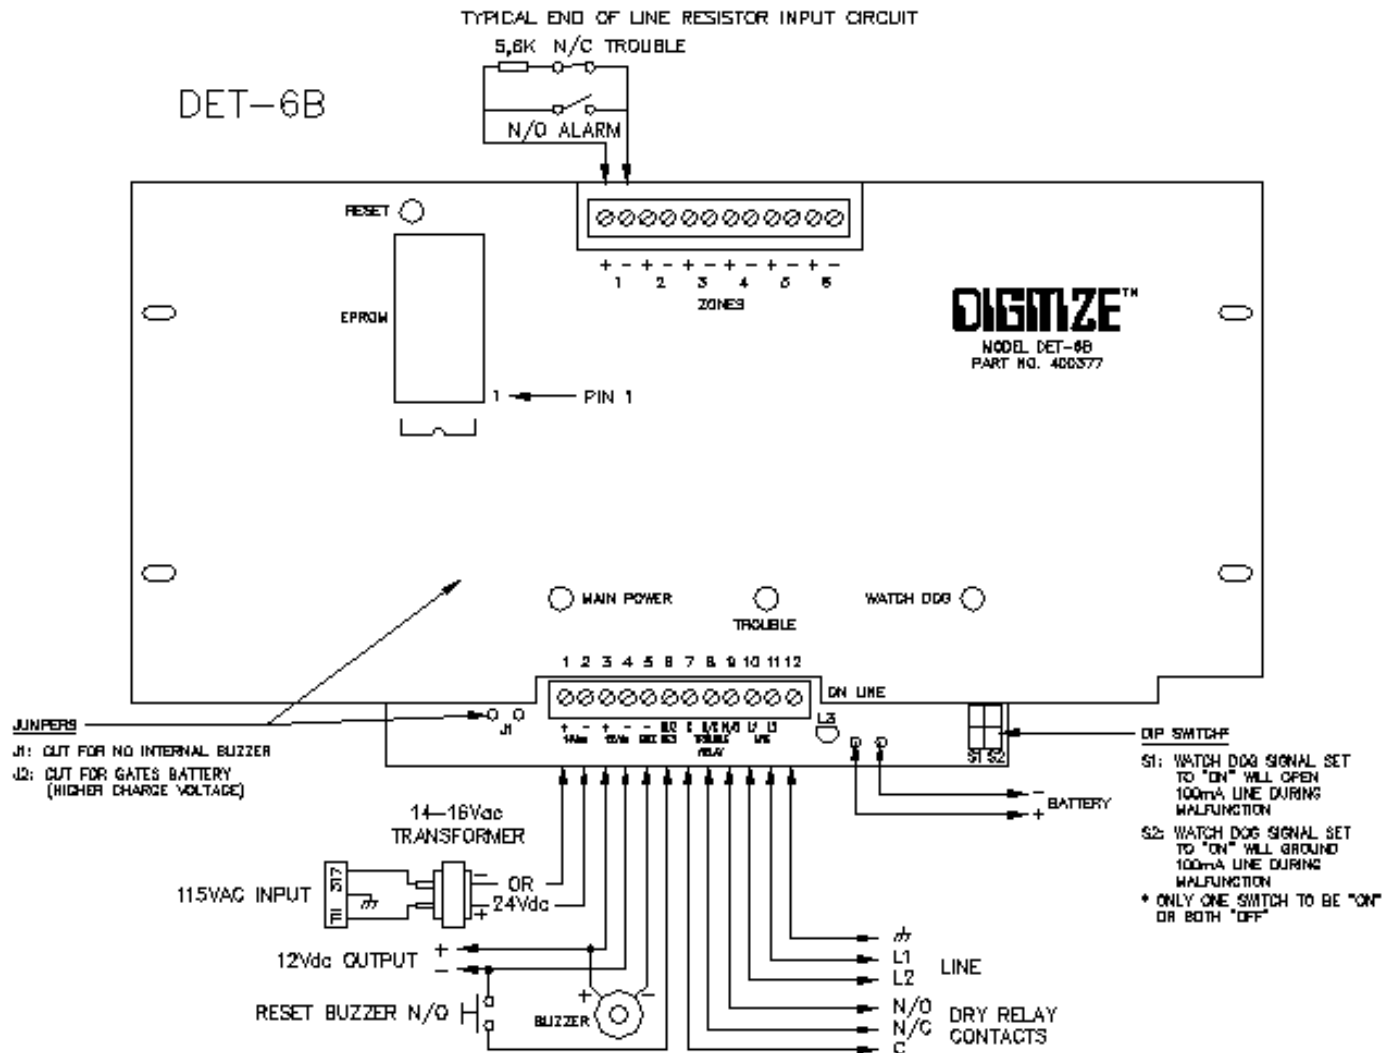 TYPICAL END OF LINE RESISTOR INPUT CIRCUIT
5,6K N/C TROUBLE
DET-6B
N/O ALARM
RESET
+ - + - + - + - + - + -
1 2 3 4 5 6
ZONES
EPROM
DIGITIZE™
MODEL DET-6B
PART NO. 400377
1
PIN 1
MAIN POWER
TROUBLE
WATCH DOG
1 2 3 4 5 6 7 8 9 10 11 12
ON LINE
JUMPERS
J1
J1: CUT FOR NO INTERNAL BUZZER
J2: CUT FOR GATES BATTERY
(HIGHER CHARGE VOLTAGE)
+ - + - -
C N/C N/O
TROUBLE
RELAY
L3
S1 S2
DIP SWITCH*
S1: WATCH DOG SIGNAL SET
TO "ON" WILL OPEN
100mA LINE DURING
MALFUNCTION
S2: WATCH DOG SIGNAL SET
TO "ON" WILL GROUND
100mA LINE DURING
MALFUNCTION
* ONLY ONE SWITCH TO BE "ON"
OR BOTH "OFF"
-
+
BATTERY
14-16Vac
TRANSFORMER
115VAC INPUT
-
OR
24Vdc
+
12Vdc OUTPUT
+
-
RESET BUZZER N/O
+ -
BUZZER
L1
L2
LINE
N/O
N/C
C
DRY RELAY
CONTACTS